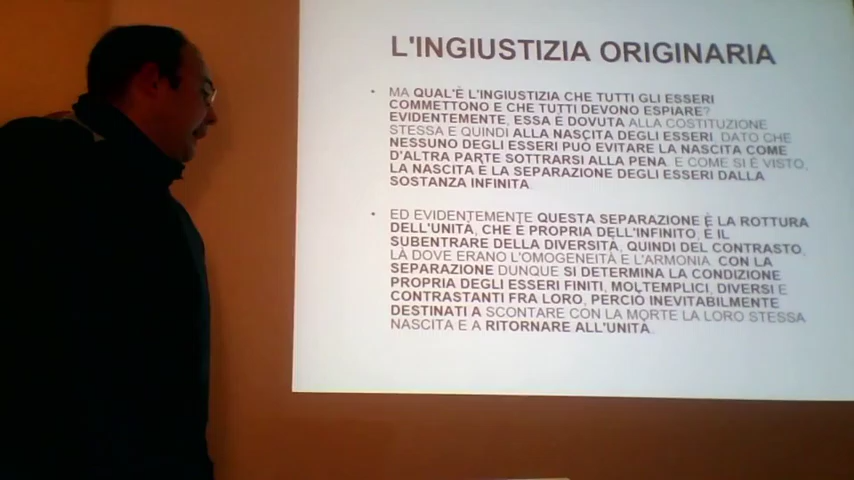 L'INGIUSTIZIA ORIGINARIA
• MA QUAL'È L'INGIUSTIZIA CHE TUTTI GLI ESSERI
COMMETTONO E CHE TUTTI DEVONO ESPIARE?
EVIDENTEMENTE, ESSA È DOVUTA ALLA COSTITUZIONE
STESSA E QUINDI ALLA NASCITA DEGLI ESSERI, DATO CHE
NESSUNO DEGLI ESSERI PUÒ EVITARE LA NASCITA COME
D'ALTRA PARTE SOTTRARSI ALLA PENA. E COME SI È VISTO,
LA NASCITA È LA SEPARAZIONE DEGLI ESSERI DALLA
SOSTANZA INFINITA.
• ED EVIDENTEMENTE QUESTA SEPARAZIONE È LA ROTTURA
DELL'UNITÀ, CHE È PROPRIA DELL'INFINITO; È IL
SUBENTRARE DELLA DIVERSITÀ, QUINDI DEL CONTRASTO,
LÀ DOVE ERANO L'OMOGENEITÀ E L'ARMONIA. CON LA
SEPARAZIONE DUNQUE SI DETERMINA LA CONDIZIONE
PROPRIA DEGLI ESSERI FINITI, MOLTEMPLICI, DIVERSI E
CONTRASTANTI FRA LORO, PERCIÒ INEVITABILMENTE
DESTINATI A SCONTARE CON LA MORTE LA LORO STESSA
NASCITA E A RITORNARE ALL'UNITÀ.